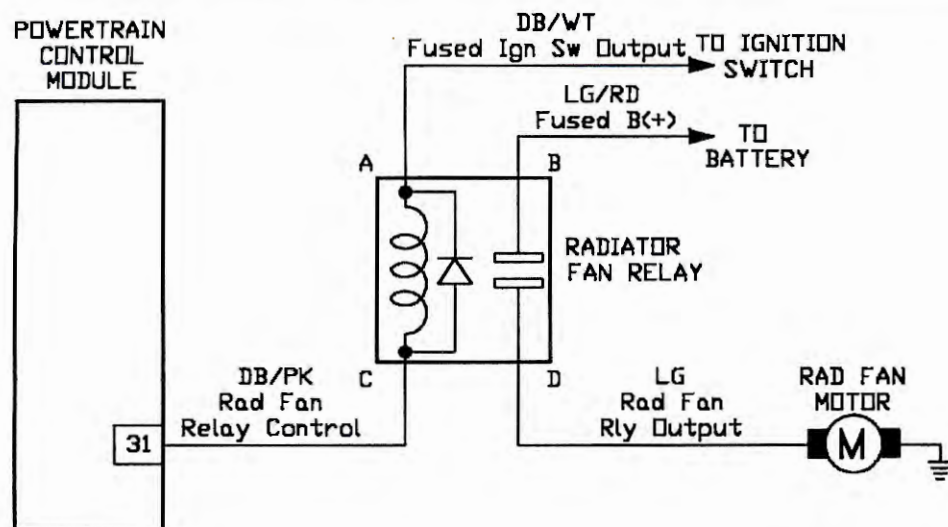 POWERTRAIN
CONTROL
MODULE
DB/WT
Fused Ign Sw Output
TO IGNITION
SWITCH
LG/RD
Fused B(+)
TO
BATTERY
A
B
RADIATOR
FAN RELAY
C
D
DB/PK
Rad Fan
Relay Control
31
LG
Rad Fan
Rly Output
RAD FAN
MOTOR
M